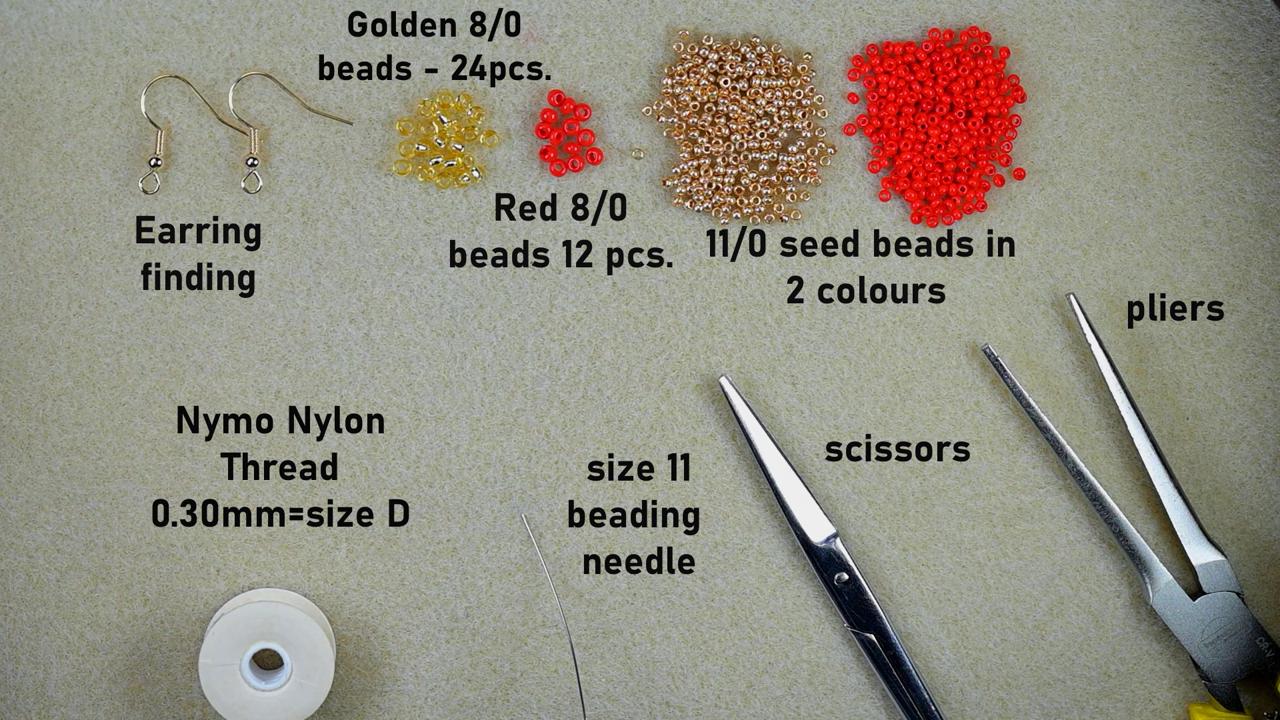 Golden 8/0
beads - 24pcs.
Earring
finding
Red 8/0
beads 12 pcs.
11/0 seed beads in
2 colours
pliers
Nymo Nylon
Thread
0.30mm=size D
size 11
beading
needle
scissors
CR-V